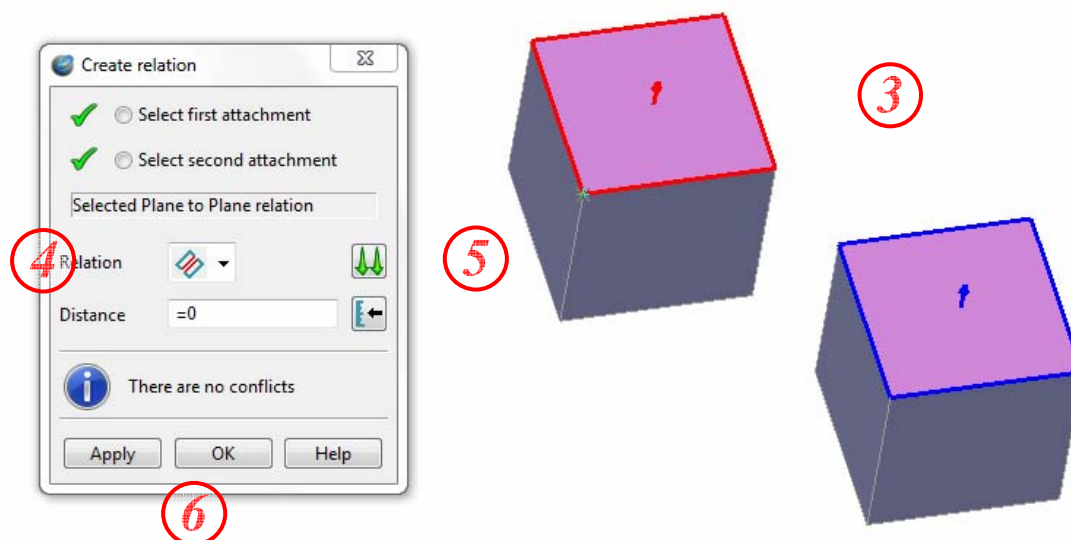 Create relation
Select first attachment
Select second attachment
Selected Plane to Plane relation
Relation
Distance =0
There are no conflicts
Apply OK Help
3
4
5
6